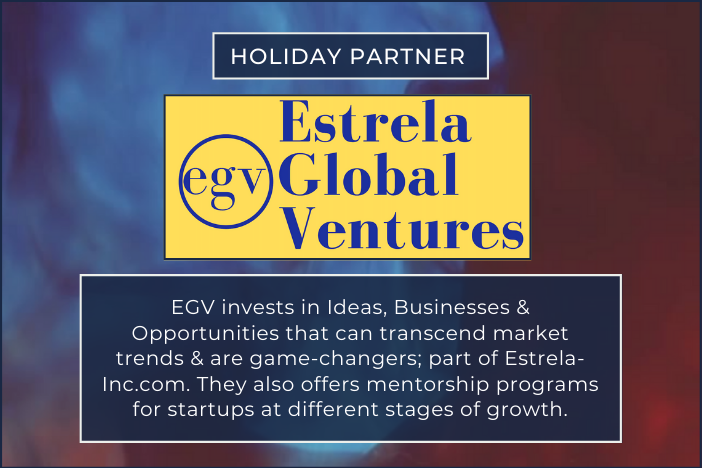 HOLIDAY PARTNER
egv
Estrela
Global
Ventures
EGV invests in Ideas, Businesses &
Opportunities that can transcend market
trends & are game-changers; part of Estrela-
Inc.com. They also offers mentorship programs
for startups at different stages of growth.